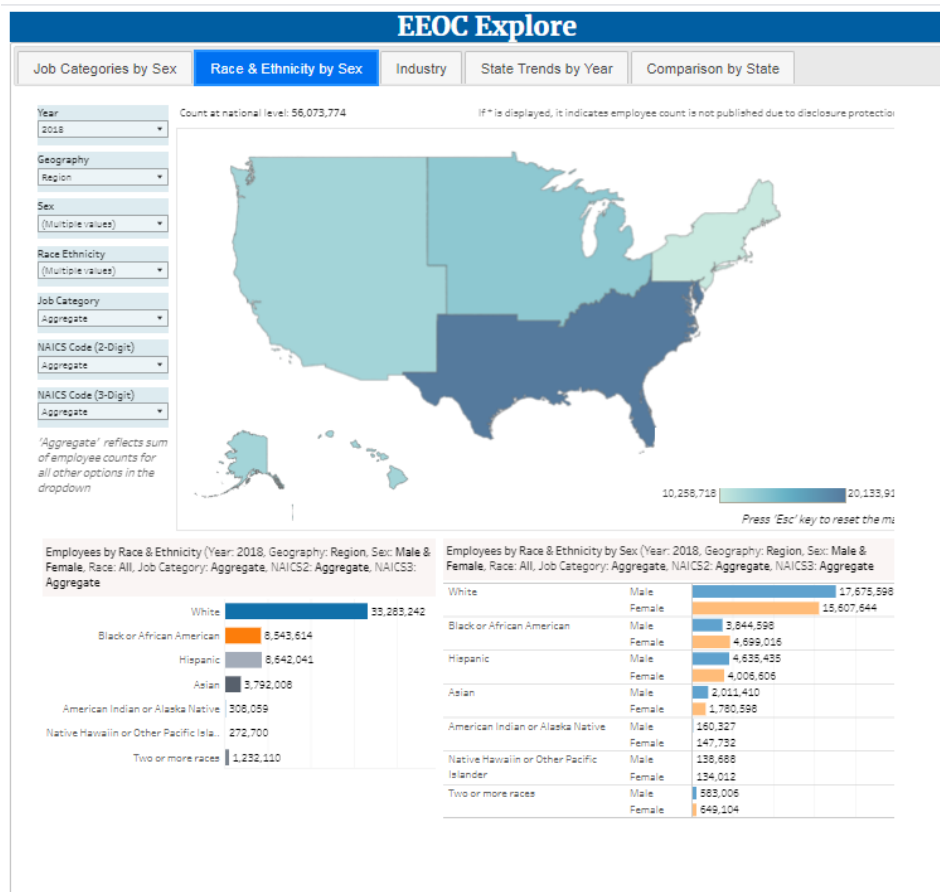 EEOC Explore
Job Categories by Sex
Race & Ethnicity by Sex
Industry
State Trends by Year
Comparison by State
Year
2018
Geography
Region
Sex
(Multiple values)
Race Ethnicity
(Multiple values)
Job Category
Aggregate
NAICS Code (2-Digit)
Aggregate
NAICS Code (3-Digit)
Aggregate
'Aggregate' reflects sum
of employee counts for
all other options in the
dropdown
Count at national level: 56,073,774
If * is displayed, it indicates employee count is not published due to disclosure protectio
10,258,718
20,133,91
Press 'Esc' key to reset the ma
Employees by Race & Ethnicity (Year: 2018, Geography: Region, Sex: Male &
Female, Race: All, Job Category: Aggregate, NAICS2: Aggregate, NAICS3:
Aggregate
White 33,283,242
Black or African American 8,543,614
Hispanic 8,642,041
Asian 3,792,008
American Indian or Alaska Native 308,059
Native Hawaiin or Other Pacific Isla.. 272,700
Two or more races 1,232,110
Employees by Race & Ethnicity by Sex (Year: 2018, Geography: Region, Sex: Male &
Female, Race: All, Job Category: Aggregate, NAICS2: Aggregate, NAICS3: Aggregate
White Male 17,675,598
Female 15,607,644
Black or African American Male 3,844,598
Female 4,699,016
Hispanic Male 4,635,435
Female 4,006,606
Asian Male 2,011,410
Female 1,780,598
American Indian or Alaska Native Male 160,327
Female 147,732
Native Hawaiin or Other Pacific Male 138,688
Islander Female 134,012
Two or more races Male 583,006
Female 649,104